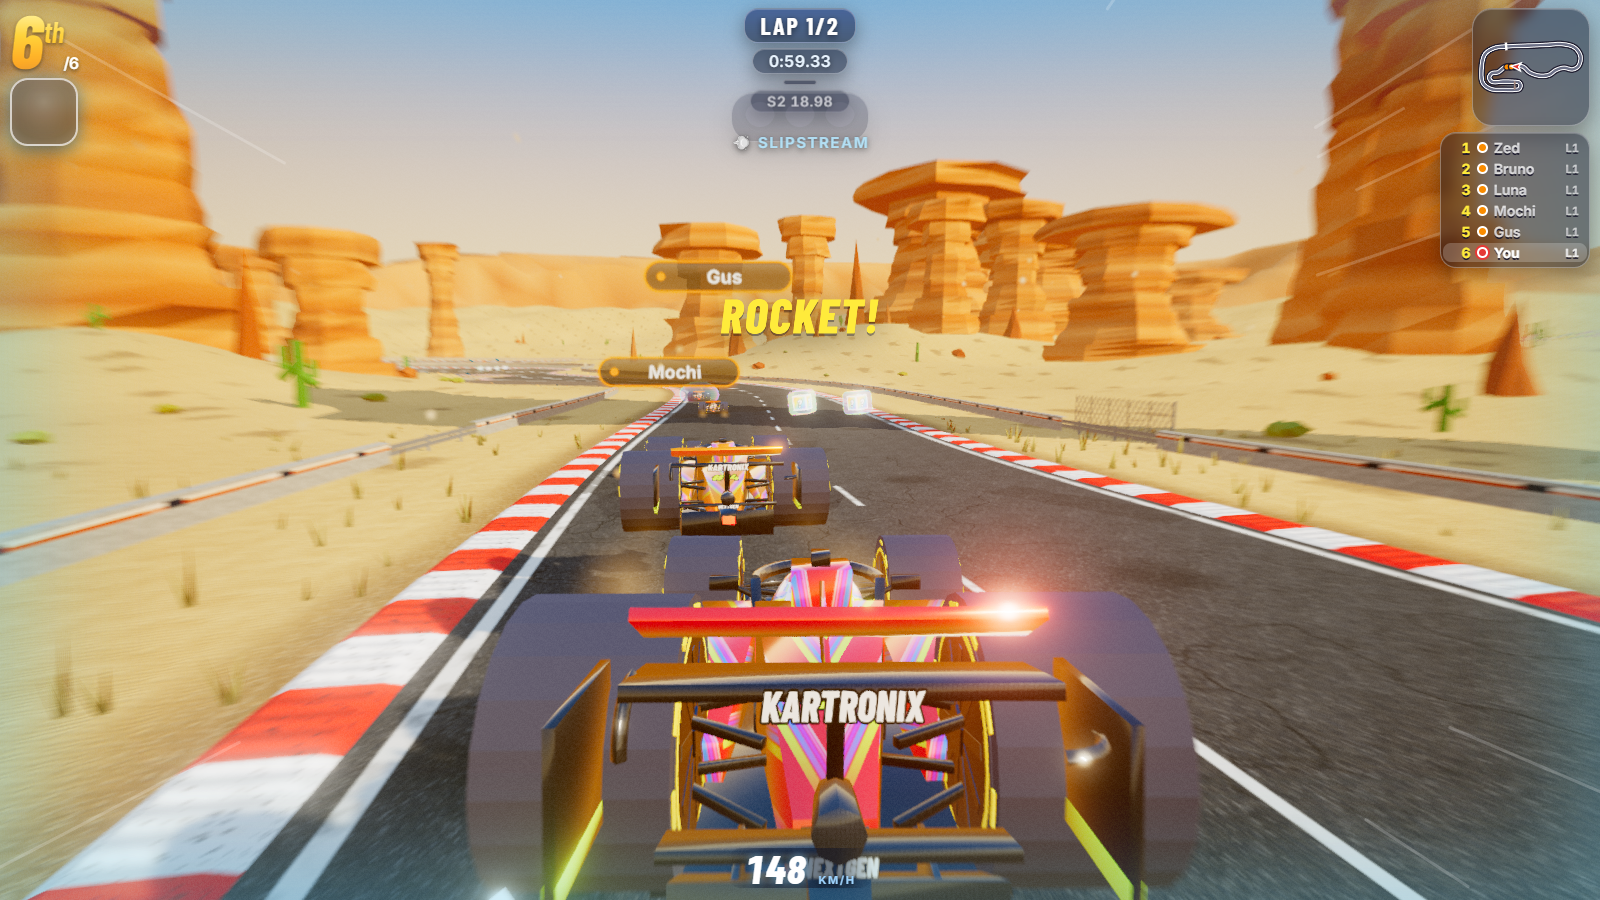 6th
/6
LAP 1/2
0:59.33
S2 18.98
SLIPSTREAM
1 Zed L1
2 Bruno L1
3 Luna L1
4 Mochi L1
5 Gus L1
6 You L1
Gus
ROCKET!
Mochi
KARTRONIX
KARTRONIX
148 KM/H